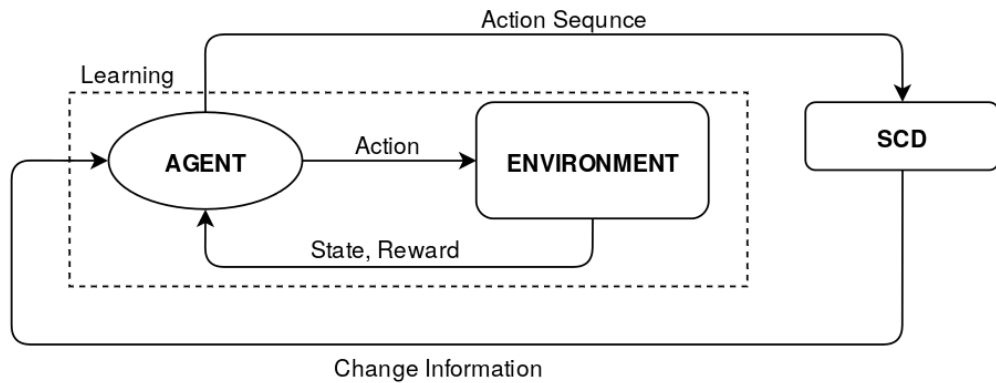 Action Sequnce
Learning
AGENT
Action
ENVIRONMENT
SCD
State, Reward
Change Information